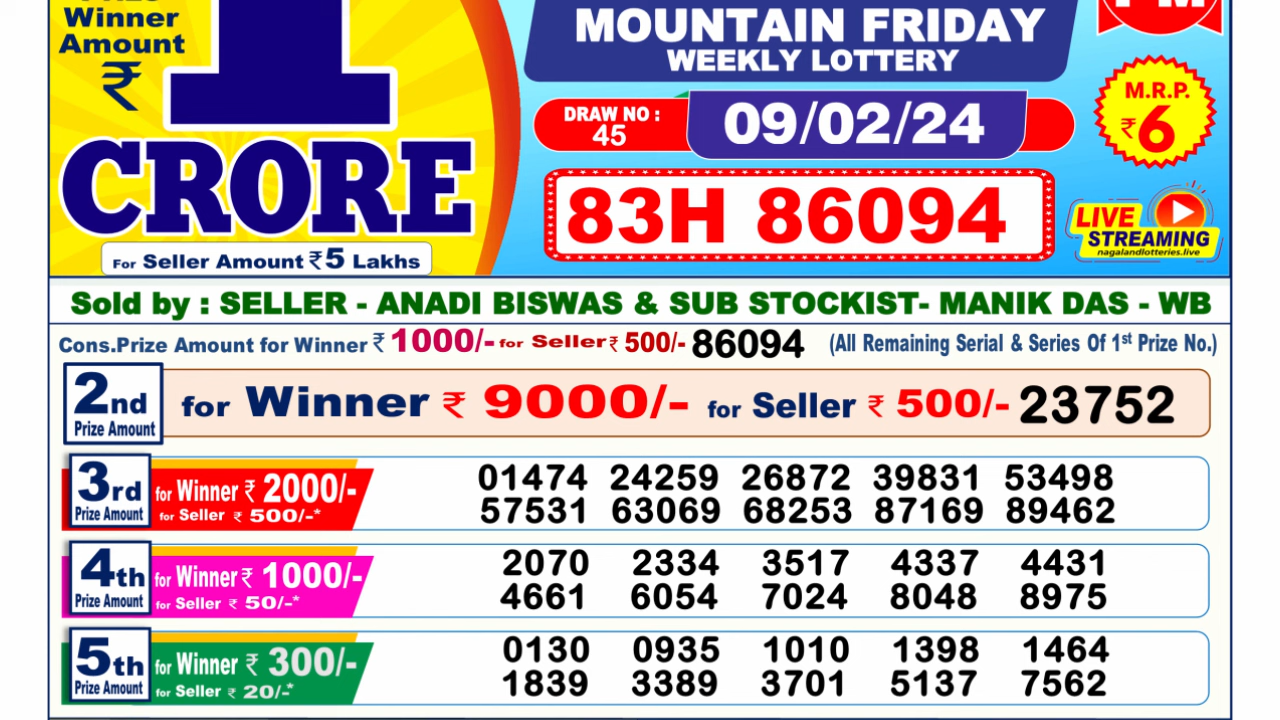 Winner
Amount
₹
1
CRORE
For Seller Amount ₹5 Lakhs
MOUNTAIN FRIDAY
WEEKLY LOTTERY
DRAW NO :
45
09/02/24
M.R.P.
₹6
83H 86094
LIVE
STREAMING
nagalandlotteries.live
Sold by : SELLER - ANADI BISWAS & SUB STOCKIST- MANIK DAS - WB
Cons.Prize Amount for Winner ₹ 1000/- for Seller ₹ 500/- 86094 (All Remaining Serial & Series Of 1st Prize No.)
2nd
Prize Amount
for Winner ₹ 9000/- for Seller ₹ 500/- 23752
3rd
Prize Amount
for Winner ₹ 2000/-
for Seller ₹ 500/-*
01474 24259 26872 39831 53498
57531 63069 68253 87169 89462
4th
Prize Amount
for Winner ₹ 1000/-
for Seller ₹ 50/-*
2070 2334 3517 4337 4431
4661 6054 7024 8048 8975
5th
Prize Amount
for Winner ₹ 300/-
for Seller ₹ 20/-*
0130 0935 1010 1398 1464
1839 3389 3701 5137 7562